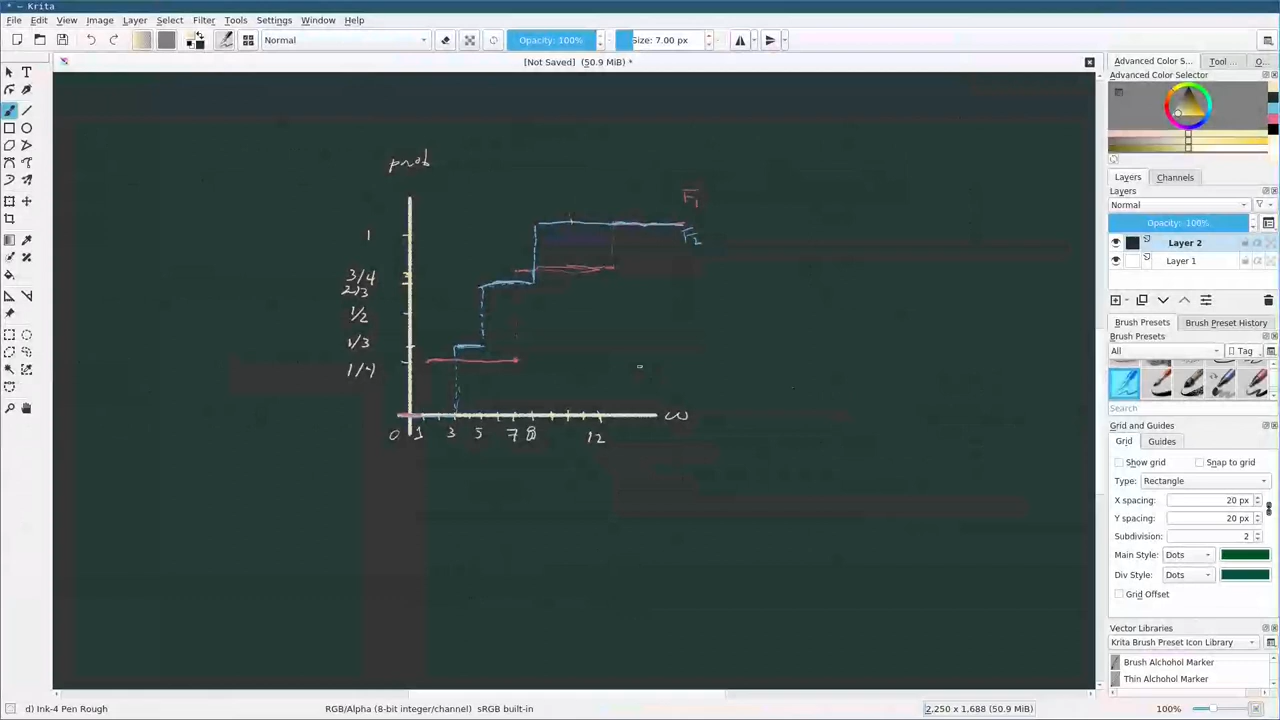 * — Krita
File Edit View Image Layer Select Filter Tools Settings Window Help
Normal Opacity: 100% Size: 7.00 px
[Not Saved] (50.9 MiB) *
Advanced Color S... Tool ... O...
Advanced Color Selector
Layers Channels
Layers
Normal
Opacity: 100%
Layer 2
Layer 1
Brush Presets Brush Preset History
Brush Presets
All Tag
Search
Grid and Guides
Grid Guides
Show grid Snap to grid
Type: Rectangle
X spacing: 20 px
Y spacing: 20 px
Subdivision: 2
Main Style: Dots
Div Style: Dots
Grid Offset
Vector Libraries
Krita Brush Preset Icon Library
Brush Alchohol Marker
Thin Alchohol Marker
prob
F1
F2
1
3/4
2/3
1/2
1/3
1/4
0 1 3 5 7 8 12 ω
d) Ink-4 Pen Rough RGB/Alpha (8-bit integer/channel) sRGB built-in 2,250 x 1,688 (50.9 MiB) 100%